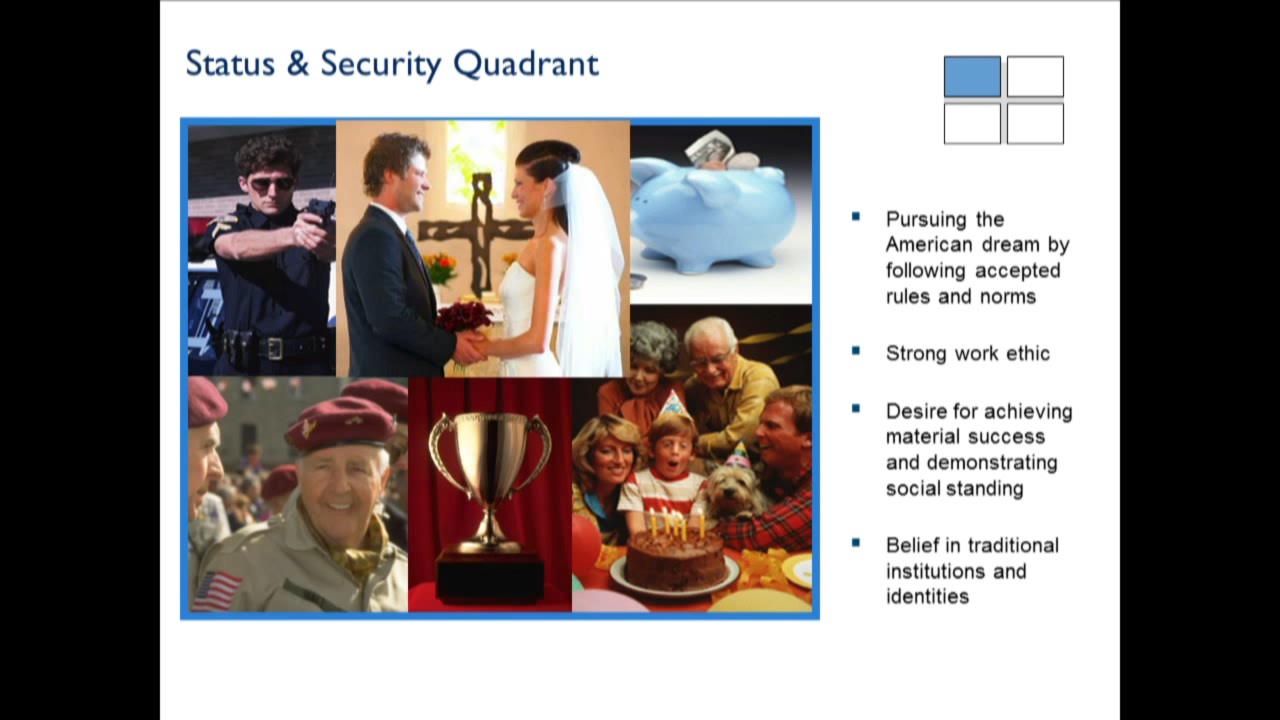 Status & Security Quadrant
Pursuing the
American dream by
following accepted
rules and norms
Strong work ethic
Desire for achieving
material success
and demonstrating
social standing
Belief in traditional
institutions and
identities